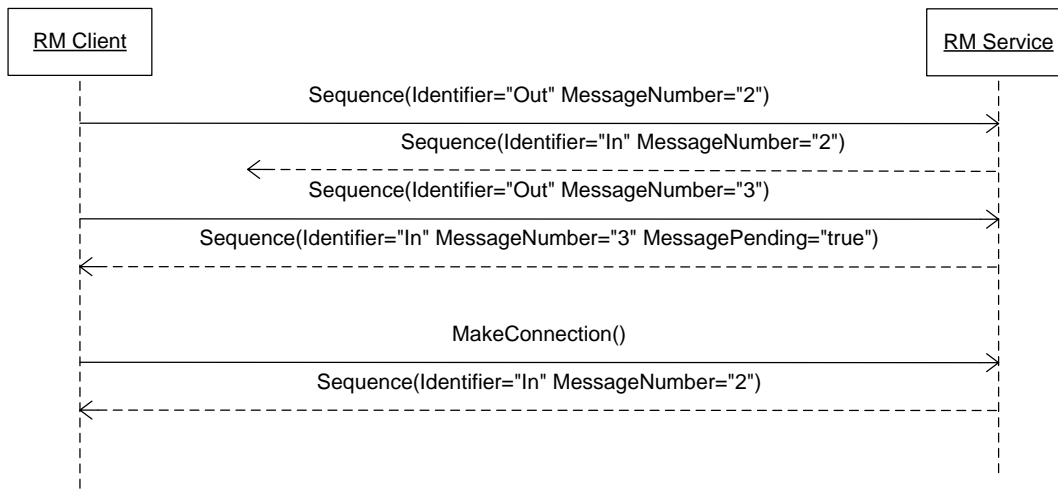 RM Client
RM Service
Sequence(Identifier="Out" MessageNumber="2")
Sequence(Identifier="In" MessageNumber="2")
Sequence(Identifier="Out" MessageNumber="3")
Sequence(Identifier="In" MessageNumber="3" MessagePending="true")
MakeConnection()
Sequence(Identifier="In" MessageNumber="2")